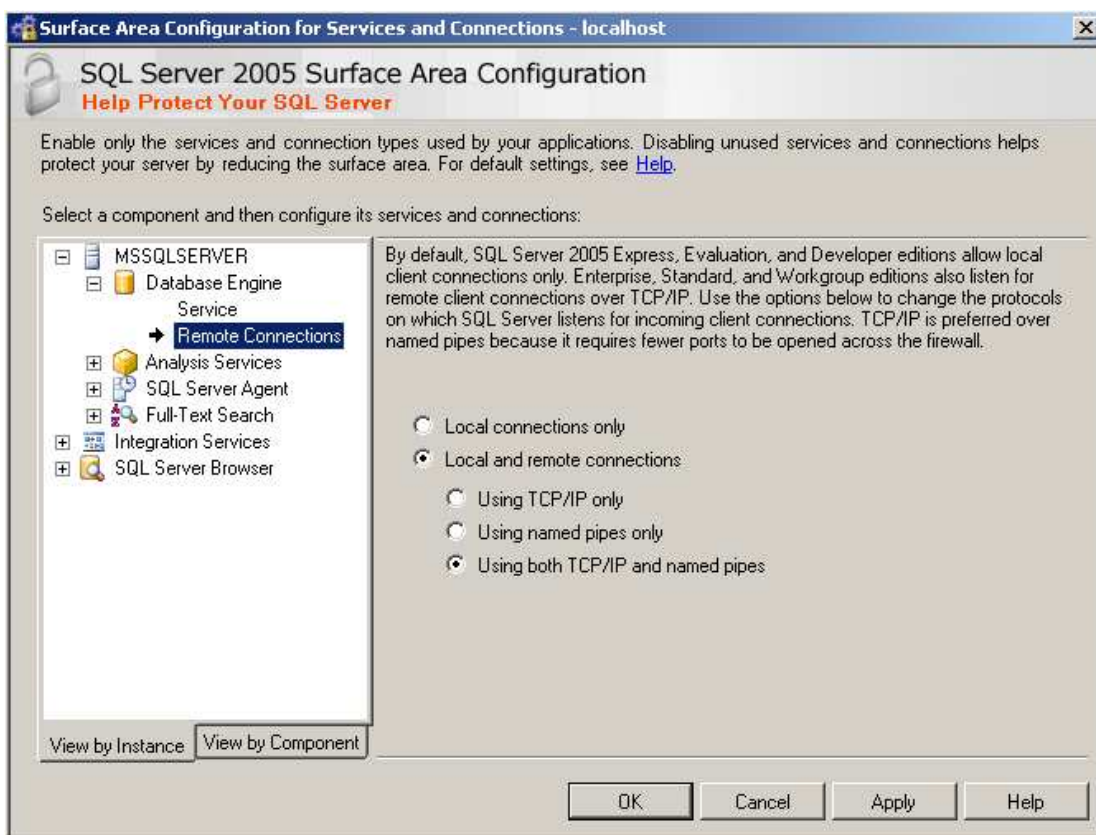 Surface Area Configuration for Services and Connections - localhost
SQL Server 2005 Surface Area Configuration
Help Protect Your SQL Server
Enable only the services and connection types used by your applications. Disabling unused services and connections helps
protect your server by reducing the surface area. For default settings, see Help.
Select a component and then configure its services and connections:
MSSQLSERVER
Database Engine
Service
Remote Connections
Analysis Services
SQL Server Agent
Full-Text Search
Integration Services
SQL Server Browser
View by Instance
View by Component
By default, SQL Server 2005 Express, Evaluation, and Developer editions allow local
client connections only. Enterprise, Standard, and Workgroup editions also listen for
remote client connections over TCP/IP. Use the options below to change the protocols
on which SQL Server listens for incoming client connections. TCP/IP is preferred over
named pipes because it requires fewer ports to be opened across the firewall.
Local connections only
Local and remote connections
Using TCP/IP only
Using named pipes only
Using both TCP/IP and named pipes
OK
Cancel
Apply
Help